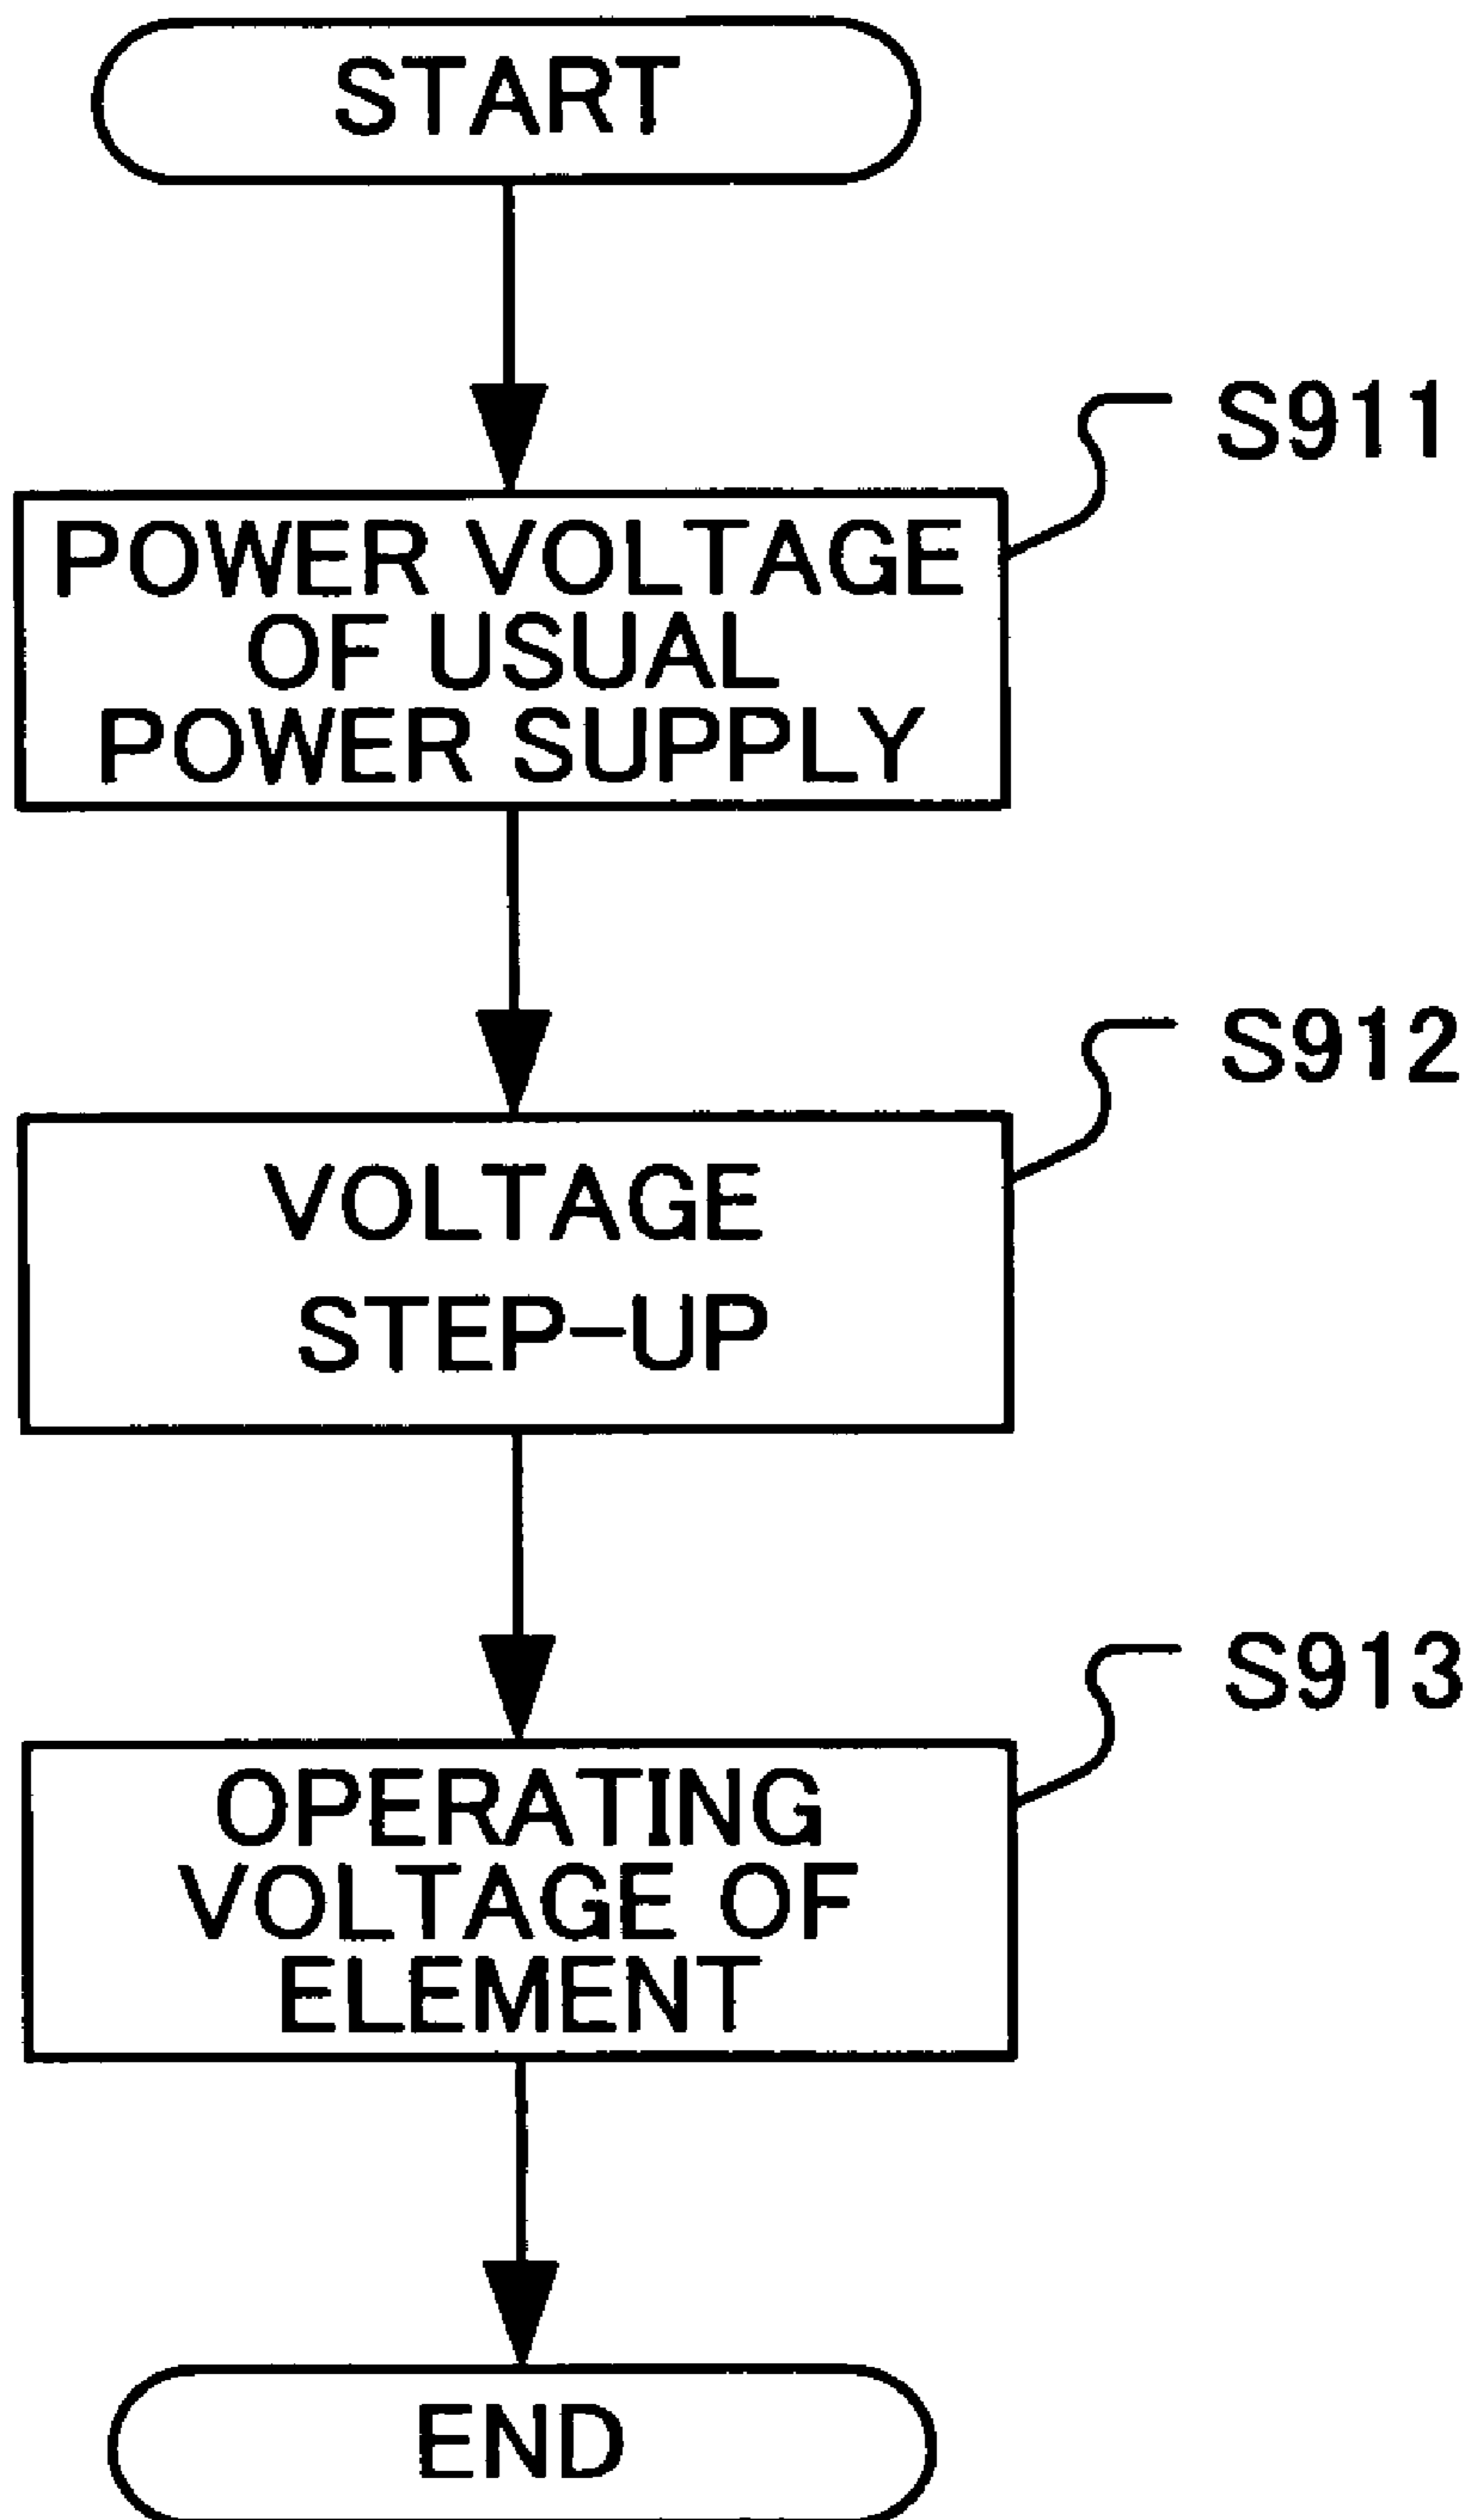 START
S911
POWER VOLTAGE
OF USUAL
POWER SUPPLY
S912
VOLTAGE
STEP-UP
S913
OPERATING
VOLTAGE OF
ELEMENT
END